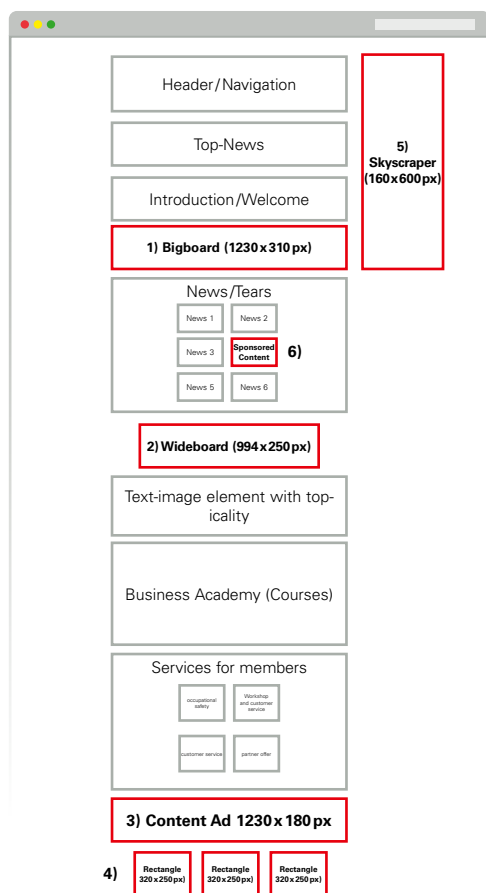 Header/Navigation
Top-News
Introduction/Welcome
1) Bigboard (1230x310px)
5)
Skyscraper
(160x600px)
News/Tears
News 1
News 2
News 3
Sponsored
Content
6)
News 5
News 6
2) Wideboard (994x250px)
Text-image element with top-
icality
Business Academy (Courses)
Services for members
occupational
safety
Workshop
and customer
service
customer service
partner offer
3) Content Ad 1230x180px
4)
Rectangle
320x250px)
Rectangle
320x250px)
Rectangle
320x250px)